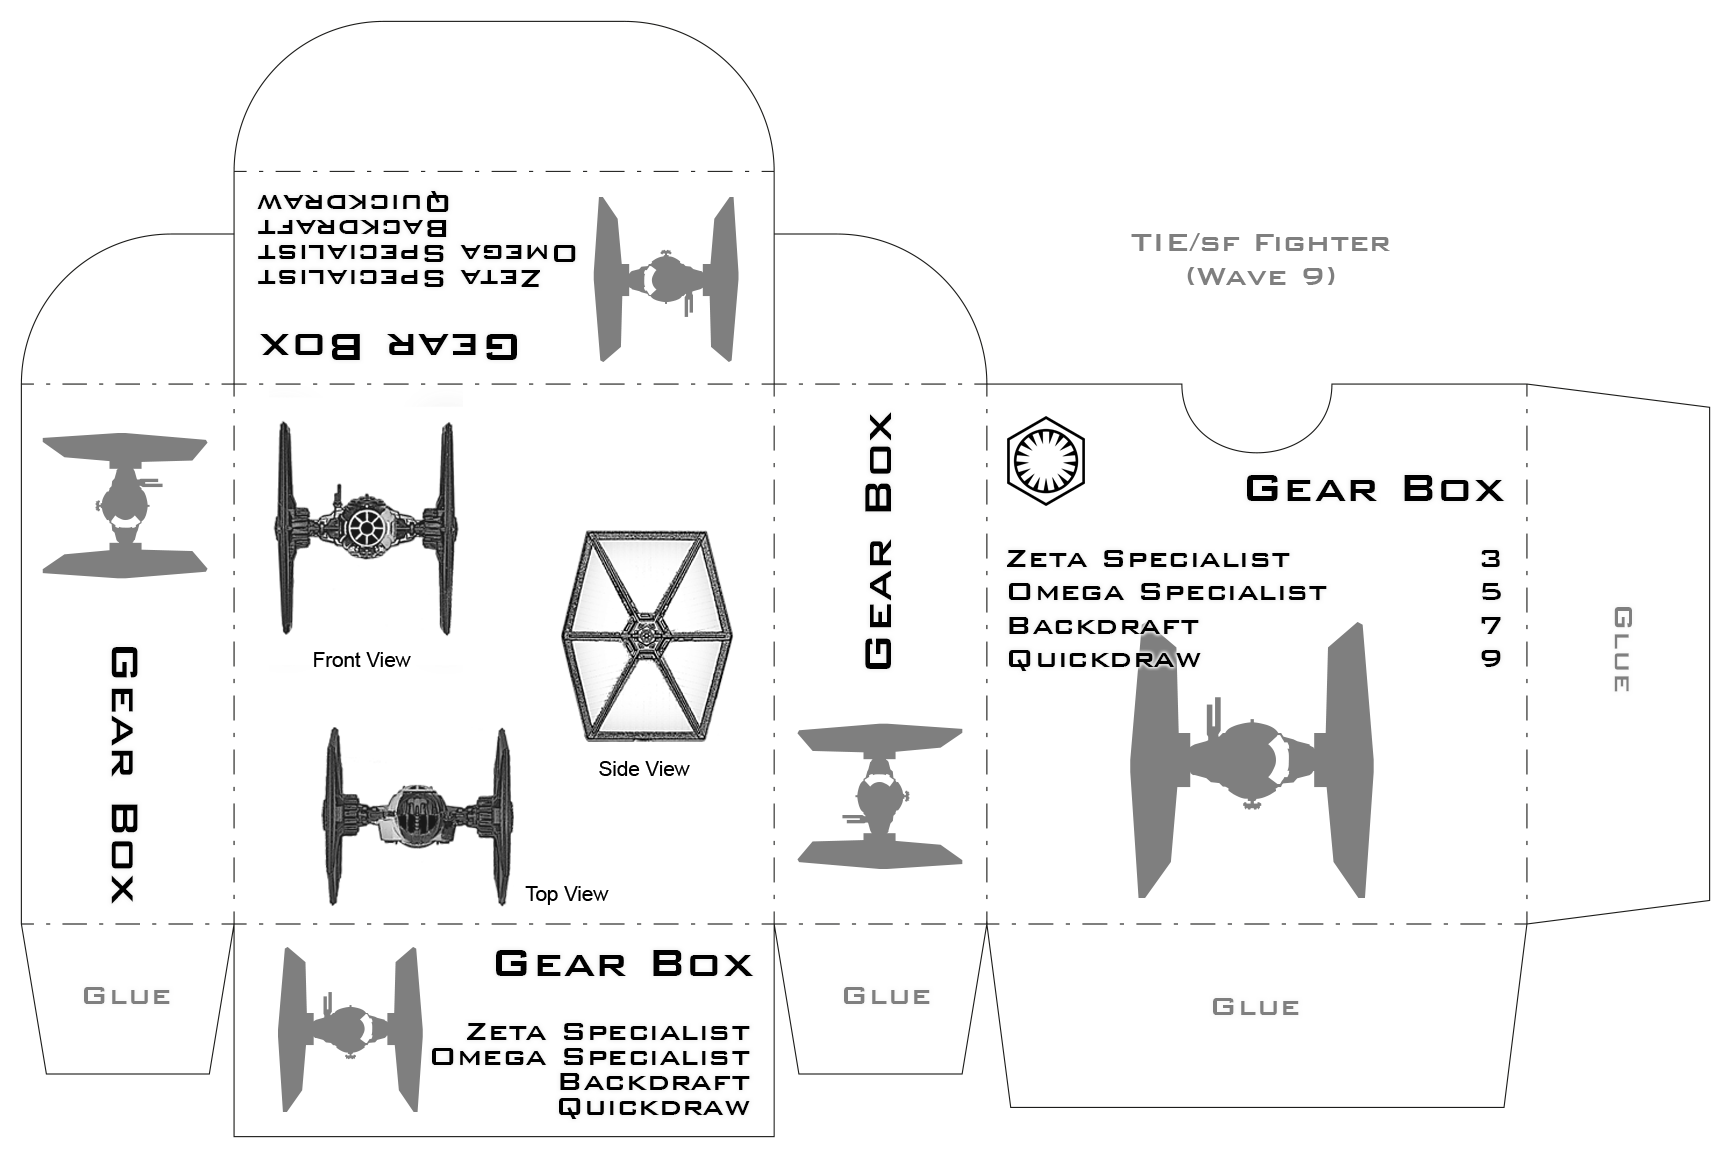 Quickdraw
Backdraft
Omega Specialist
Zeta Specialist
Gear Box
TIE/sf Fighter
(Wave 9)
Gear Box
Front View
Side View
Top View
Gear Box
Gear Box
Zeta Specialist 3
Omega Specialist 5
Backdraft 7
Quickdraw 9
Glue
Glue
Gear Box
Zeta Specialist
Omega Specialist
Backdraft
Quickdraw
Glue
Glue